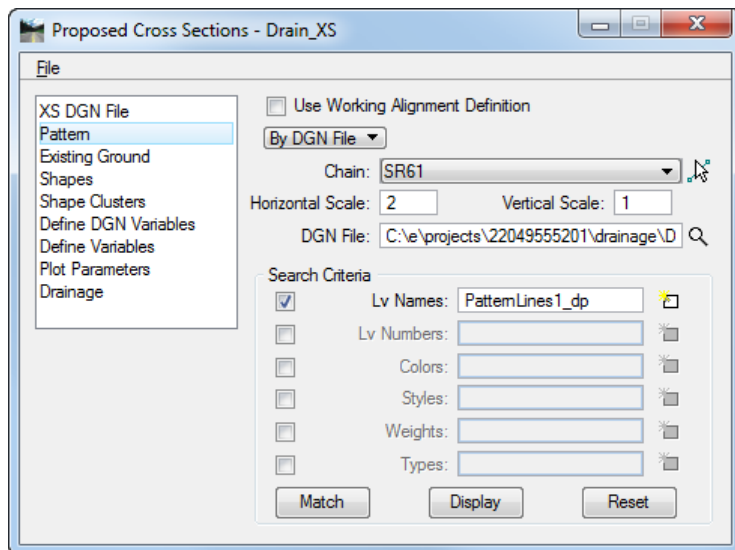 Proposed Cross Sections - Drain_XS
File
XS DGN File
Pattern
Existing Ground
Shapes
Shape Clusters
Define DGN Variables
Define Variables
Plot Parameters
Drainage
Use Working Alignment Definition
By DGN File
Chain: SR61
Horizontal Scale: 2 Vertical Scale: 1
DGN File: C:\e\projects\22049555201\drainage\D
Search Criteria
Lv Names: PatternLines1_dp
Lv Numbers:
Colors:
Styles:
Weights:
Types:
Match Display Reset